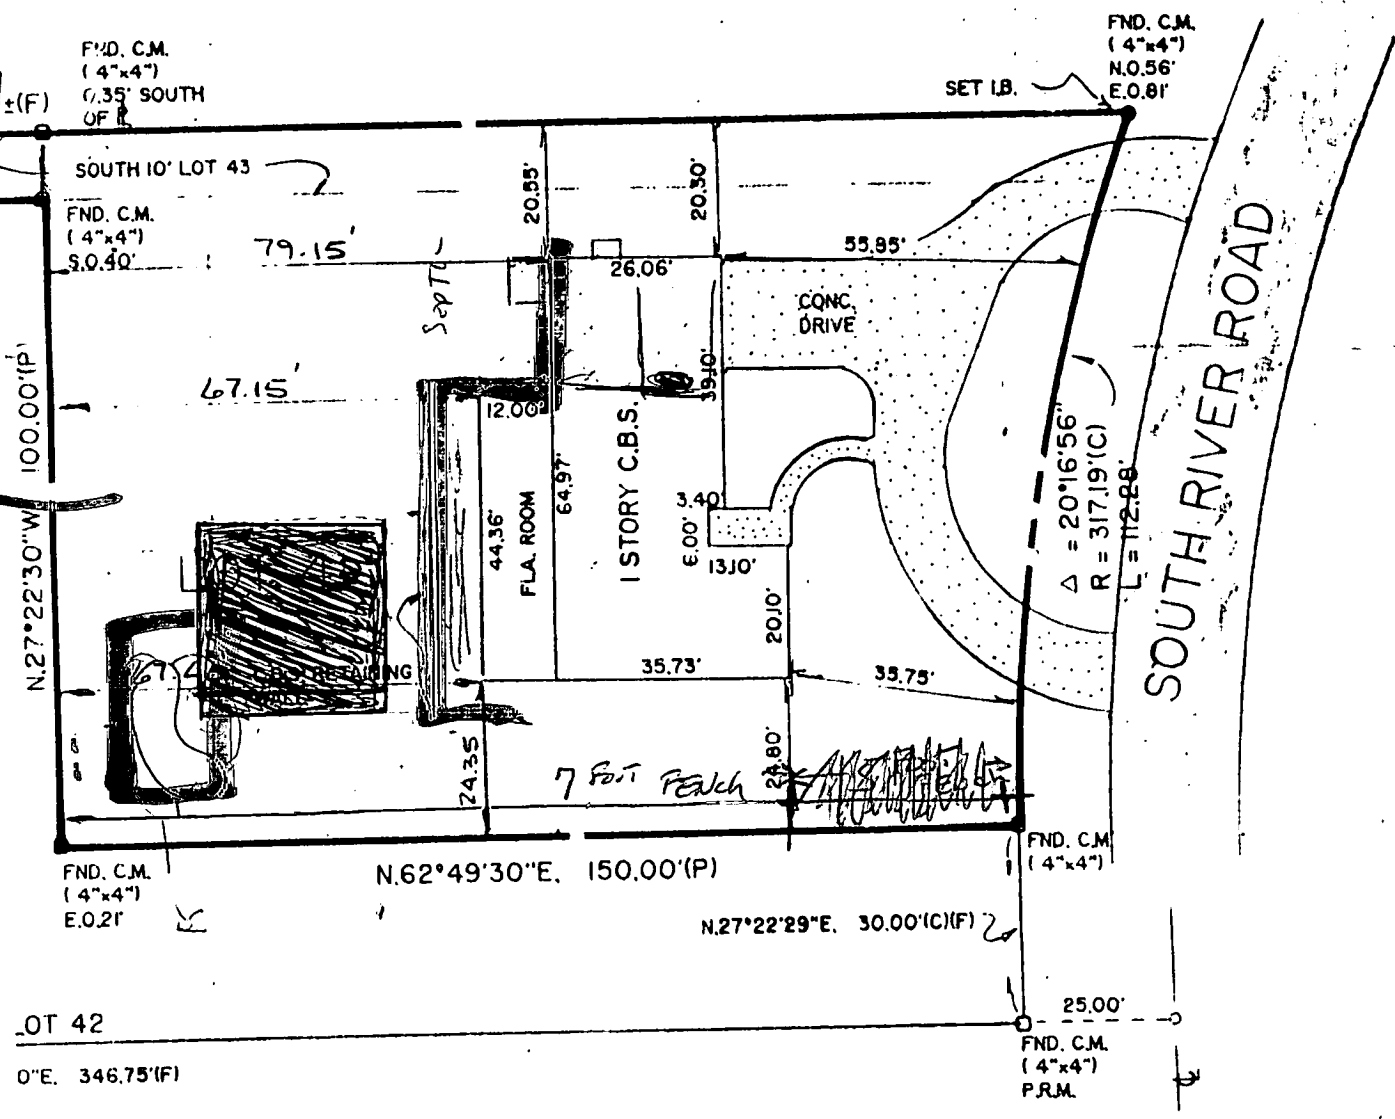 FND. C.M.
(4"x4")
0.35' SOUTH
OF ℄
±(F)
FND. C.M.
(4"x4")
N.0.56'
E.0.81'
SET I.B.
SOUTH 10' LOT 43
FND. C.M.
(4"x4")
S.0.40'
79.15'
20.55'
20.30'
26.06'
55.85'
CONC.
DRIVE
67.15'
12.00'
39.10'
N.27°22'30"W 100.00'(P)
44.36'
FLA. ROOM
64.97'
1 STORY C.B.S.
3.40'
6.00'
13.10'
20.10'
Δ = 20°16'56"
R = 317.19'(C)
L = 112.28'
SOUTH RIVER ROAD
RETAINING
35.73'
35.75'
24.35'
7 FOOT FENCH
24.80'
N.62°49'30"E. 150.00'(P)
FND. C.M.
(4"x4")
E.0.21'
FND. C.M.
(4"x4")
N.27°22'29"E. 30.00'(C)(F)
25.00'
OT 42
0"E. 346.75'(F)
FND. C.M.
(4"x4")
P.R.M.